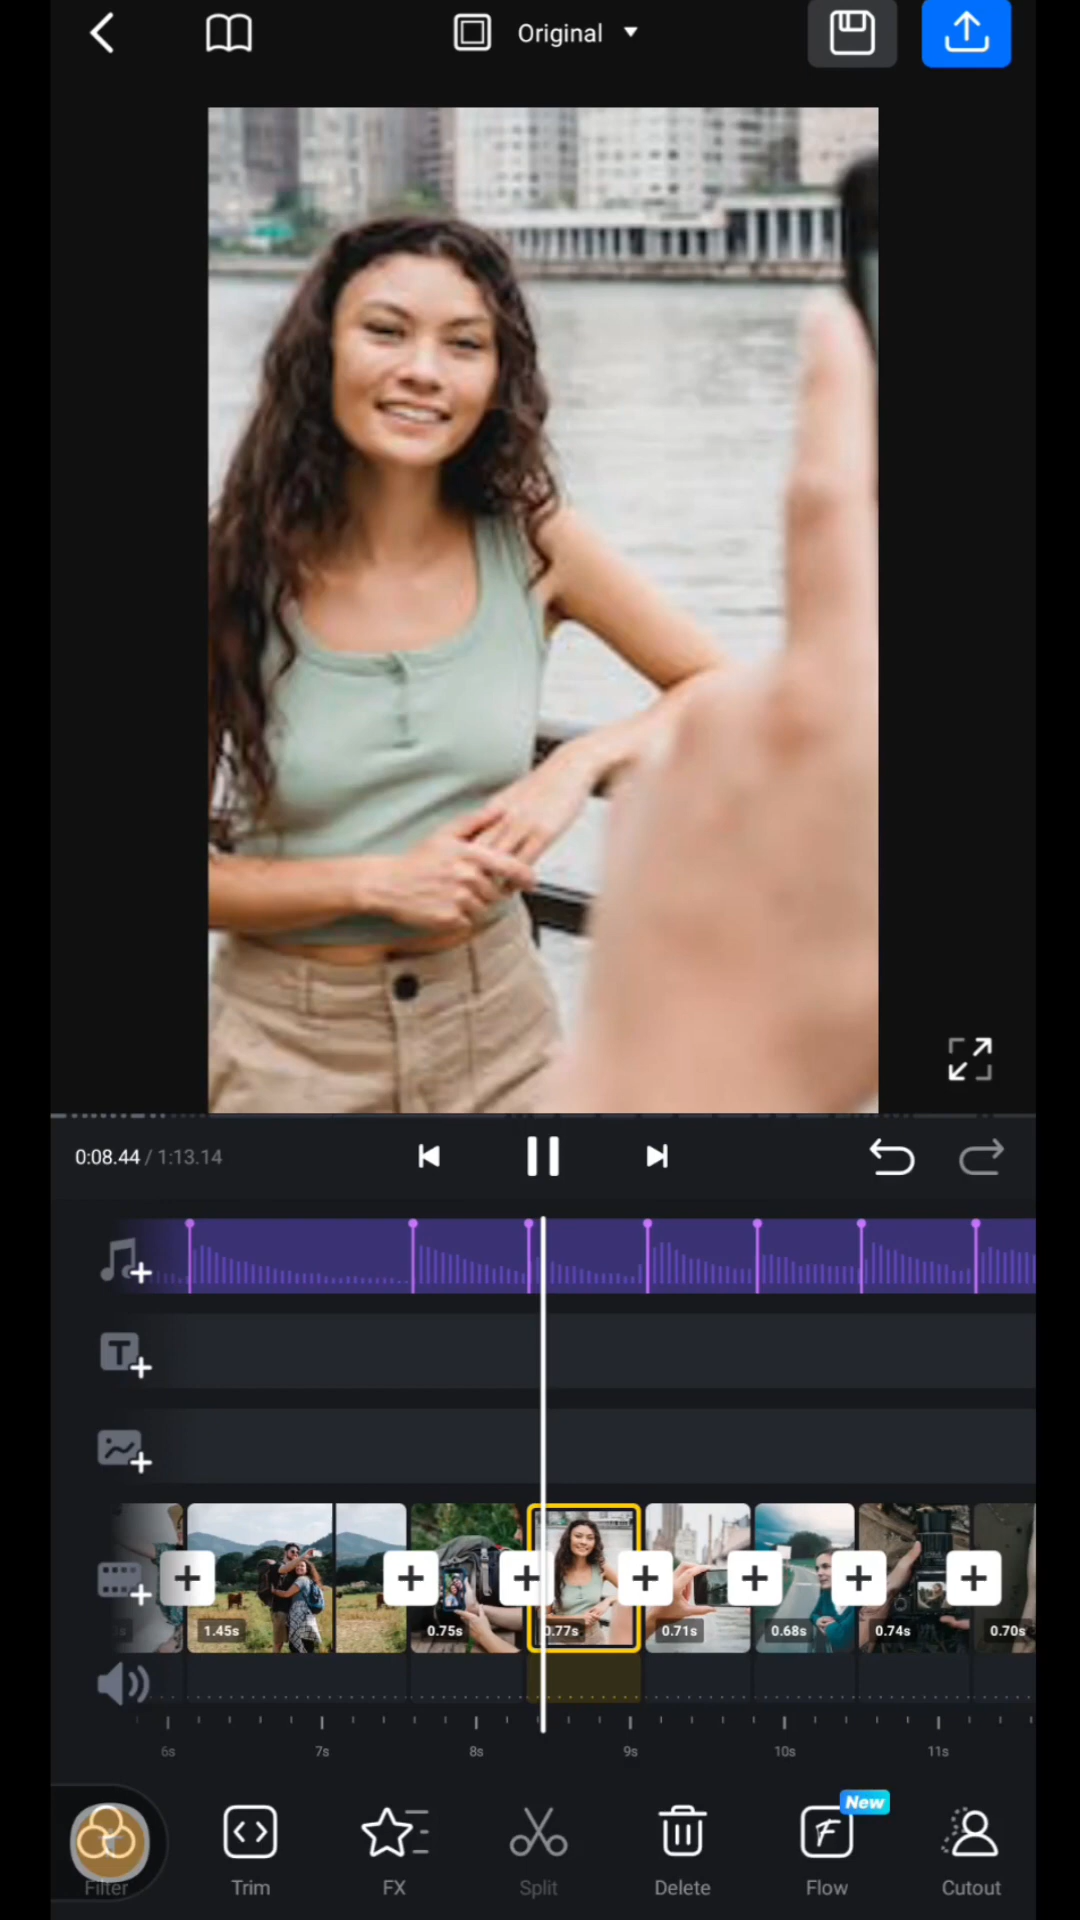 Original
0:08.44 / 1:13.14
1.45s
0.75s
0.77s
0.71s
0.68s
0.74s
0.70s
6s
7s
8s
9s
10s
11s
New
Filter
Trim
FX
Split
Delete
Flow
Cutout